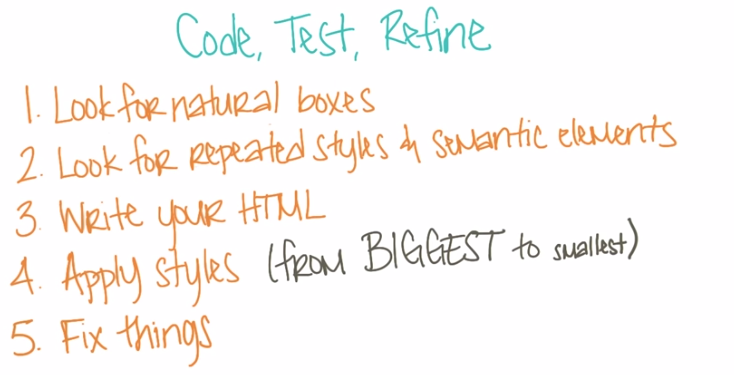 Code, Test, Refine
1. Look for natural boxes
2. Look for repeated styles & semantic elements
3. Write your HTML
4. Apply styles (from BIGGEST to smallest)
5. Fix things